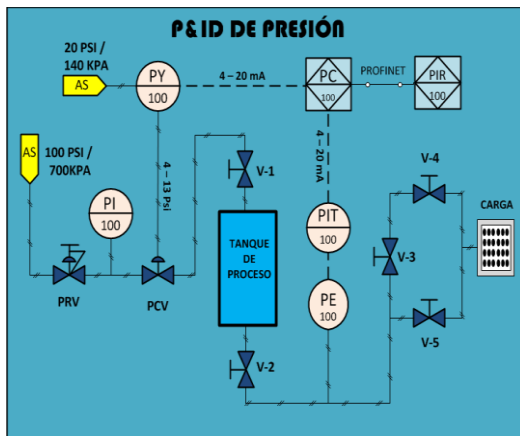 P&ID DE PRESIÓN
20 PSI /
140 KPA
AS
PY
100
4 – 20 mA
PC
100
PROFINET
PIR
100
AS
100 PSI /
700KPA
PI
100
4 – 13 Psi
V-1
4 – 20 mA
V-4
PIT
100
CARGA
TANQUE
DE
PROCESO
V-3
PRV
PCV
PE
100
V-5
V-2